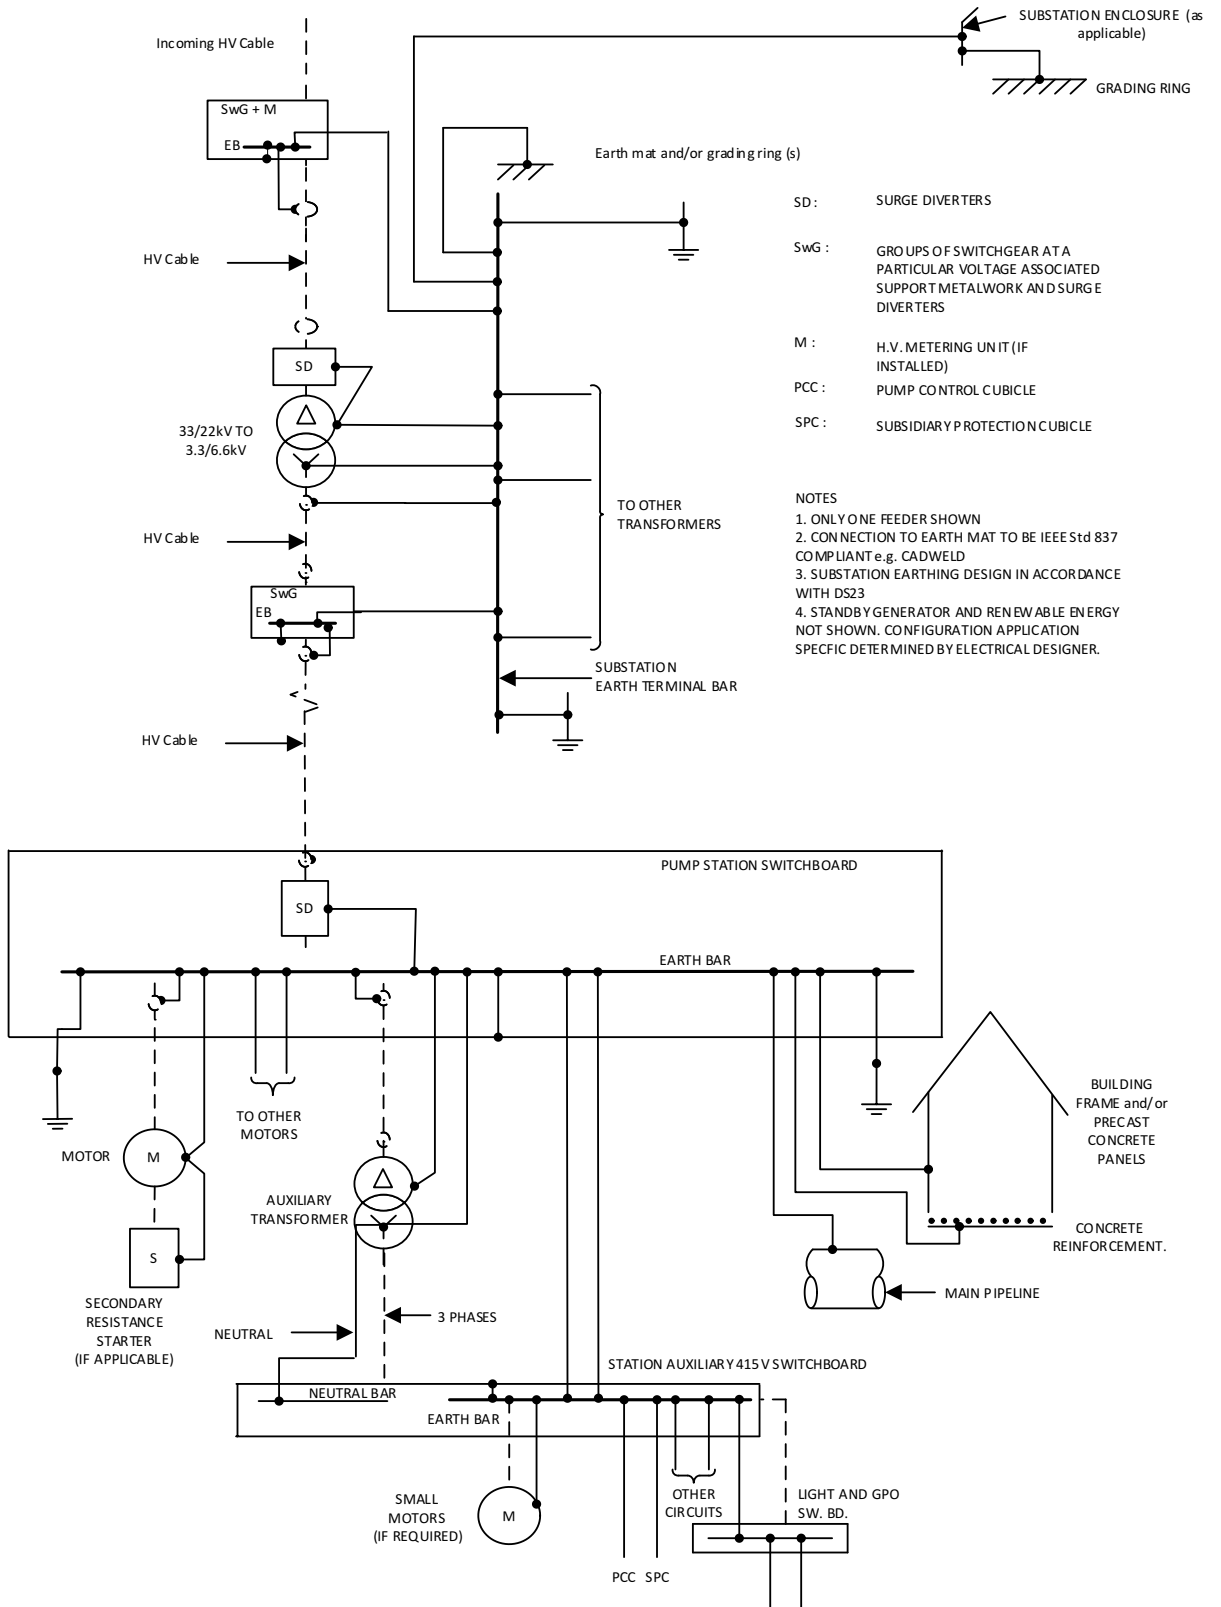 SUBSTATION ENCLOSURE (as
applicable)
Incoming HV Cable
GRADING RING
SwG + M
EB
Earth mat and/or grading ring (s)
SD :
SURGE DIVERTERS
SwG :
GROUPS OF SWITCHGEAR AT A
PARTICULAR VOLTAGE ASSOCIATED
SUPPORT METALWORK AND SURGE
DIVERTERS
HV Cable
M :
H.V. METERING UNIT (IF
INSTALLED)
SD
PCC :
PUMP CONTROL CUBICLE
SPC :
SUBSIDIARY PROTECTION CUBICLE
33/22kV TO
3.3/6.6kV
TO OTHER
TRANSFORMERS
NOTES
1. ONLY ONE FEEDER SHOWN
2. CONNECTION TO EARTH MAT TO BE IEEE Std 837
COMPLIANT e.g. CADWELD
3. SUBSTATION EARTHING DESIGN IN ACCORDANCE
WITH DS23
4. STANDBY GENERATOR AND RENEWABLE ENERGY
NOT SHOWN. CONFIGURATION APPLICATION
SPECFIC DETERMINED BY ELECTRICAL DESIGNER.
HV Cable
SwG
EB
SUBSTATION
EARTH TERMINAL BAR
HV Cable
PUMP STATION SWITCHBOARD
SD
EARTH BAR
BUILDING
FRAME and/or
PRECAST
CONCRETE
PANELS
TO OTHER
MOTORS
MOTOR
M
AUXILIARY
TRANSFORMER
CONCRETE
REINFORCEMENT.
S
MAIN PIPELINE
SECONDARY
RESISTANCE
STARTER
(IF APPLICABLE)
3 PHASES
NEUTRAL
STATION AUXILIARY 415 V SWITCHBOARD
NEUTRAL BAR
EARTH BAR
SMALL
MOTORS
(IF REQUIRED)
M
OTHER
CIRCUITS
LIGHT AND GPO
SW. BD.
PCC SPC